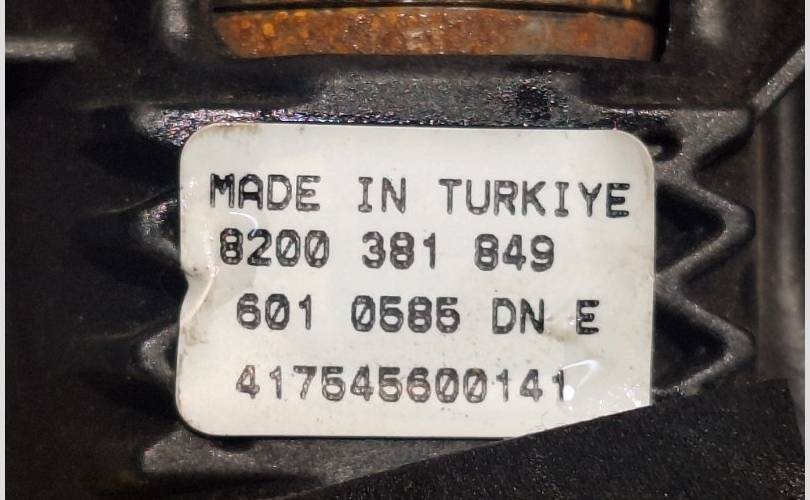 MADE IN TURKIYE
8200 381 849
601 0585 DN E
417545600141